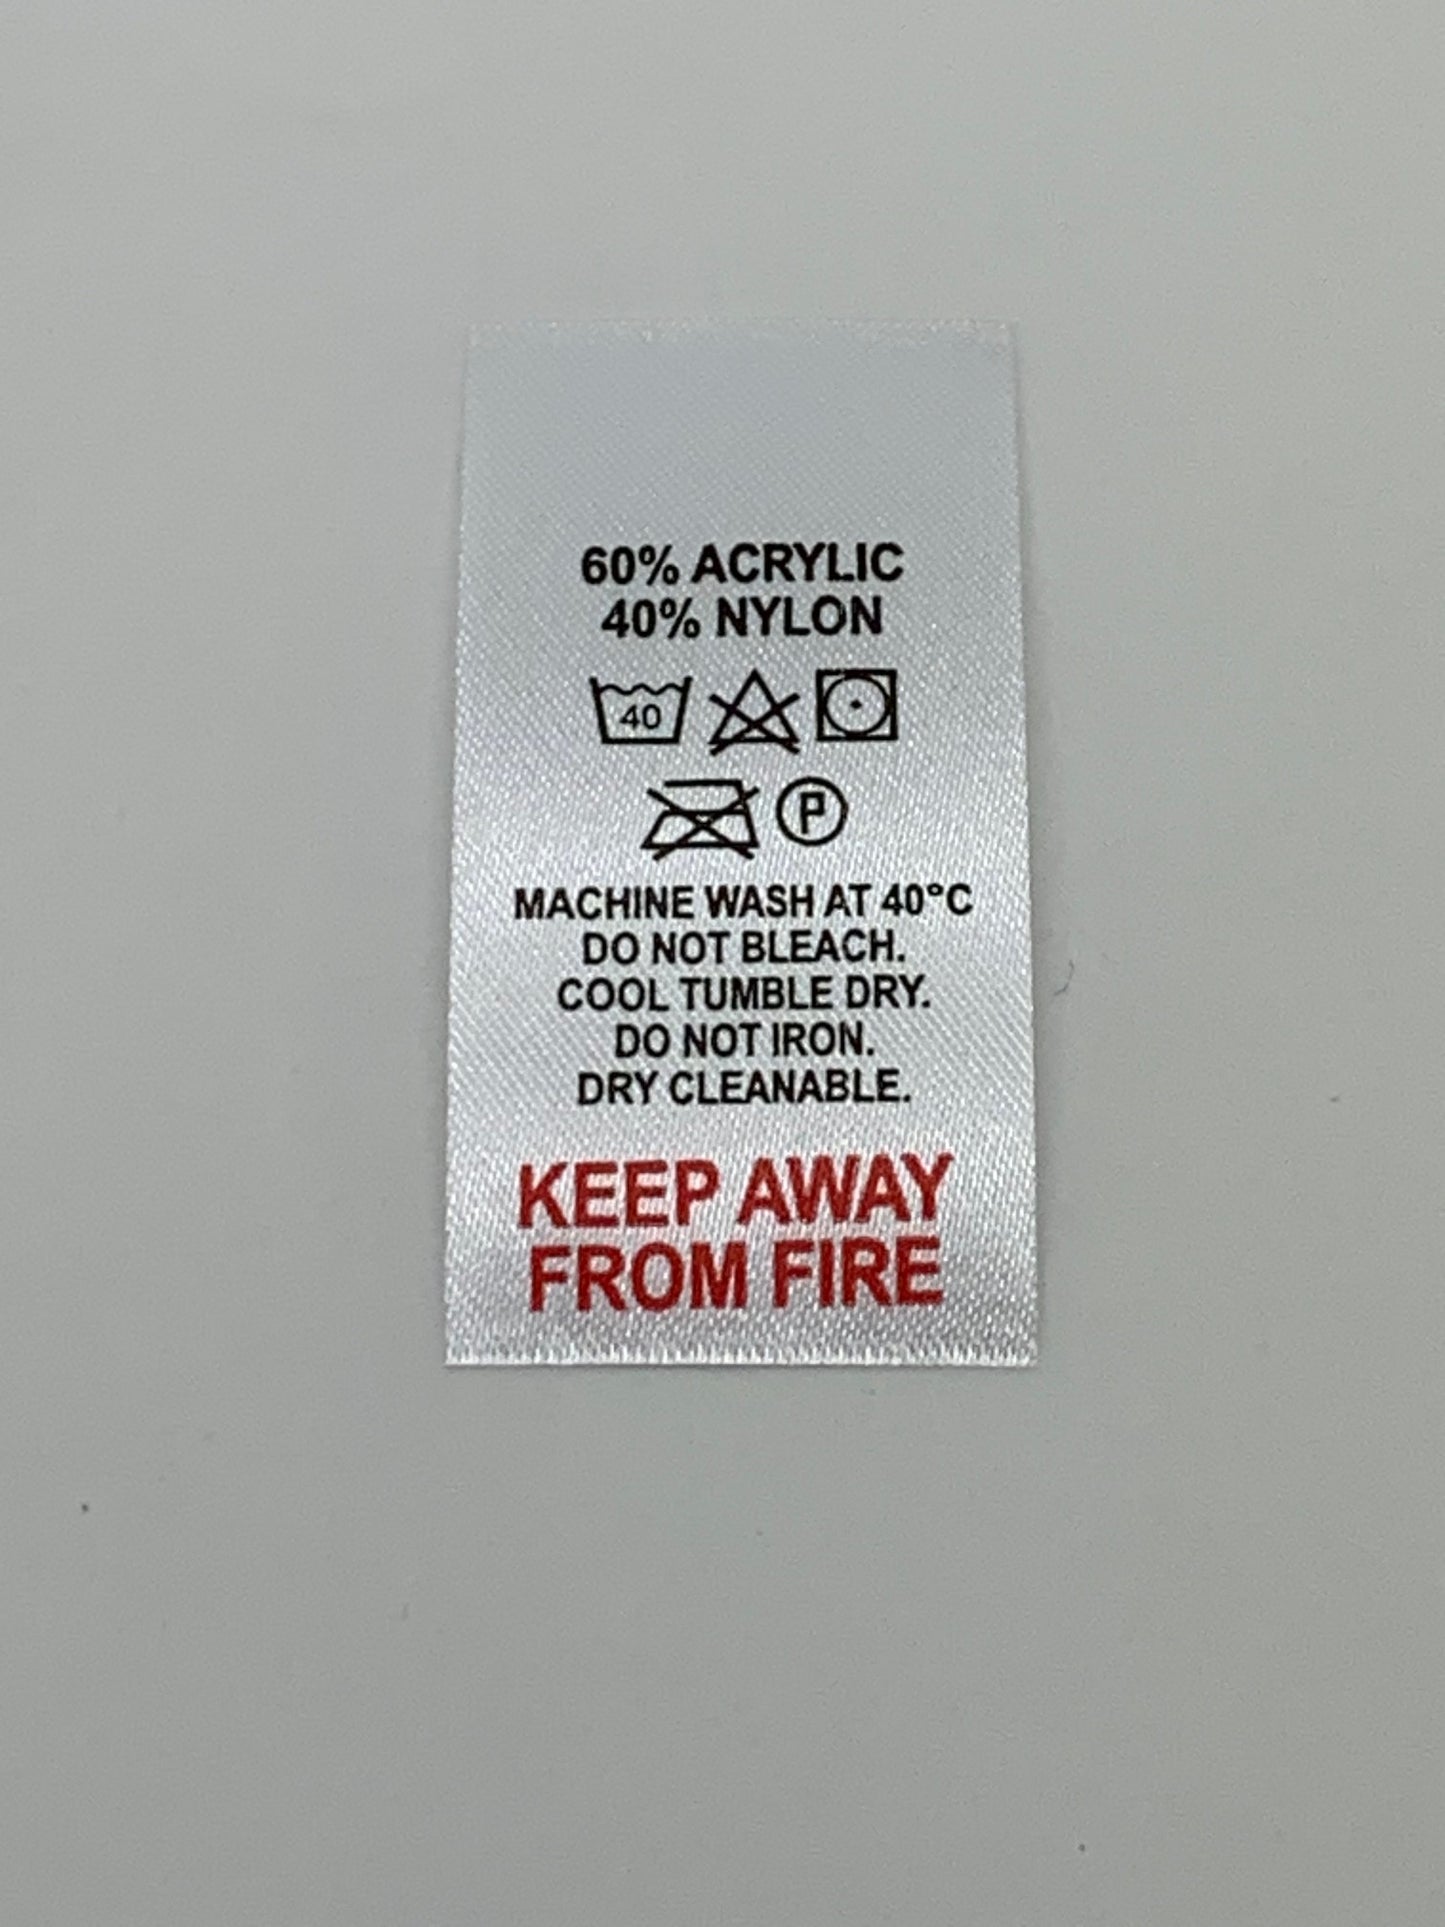 60% ACRYLIC
40% NYLON
40
P
MACHINE WASH AT 40°C
DO NOT BLEACH.
COOL TUMBLE DRY.
DO NOT IRON.
DRY CLEANABLE.
KEEP AWAY
FROM FIRE